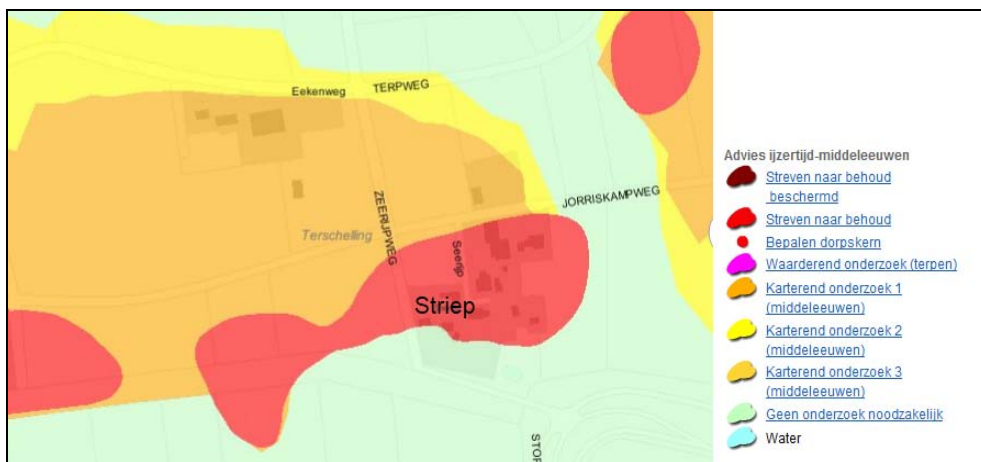 Eekenweg
TERPWEG
ZEERIJPWEG
JORRISKAMPWEG
Terschelling
Seerijp
Striep
STOR
Advies ijzertijd-middeleeuwen
Streven naar behoud
beschermd
Streven naar behoud
Bepalen dorpskern
Waarderend onderzoek (terpen)
Karterend onderzoek 1
(middeleeuwen)
Karterend onderzoek 2
(middeleeuwen)
Karterend onderzoek 3
(middeleeuwen)
Geen onderzoek noodzakelijk
Water